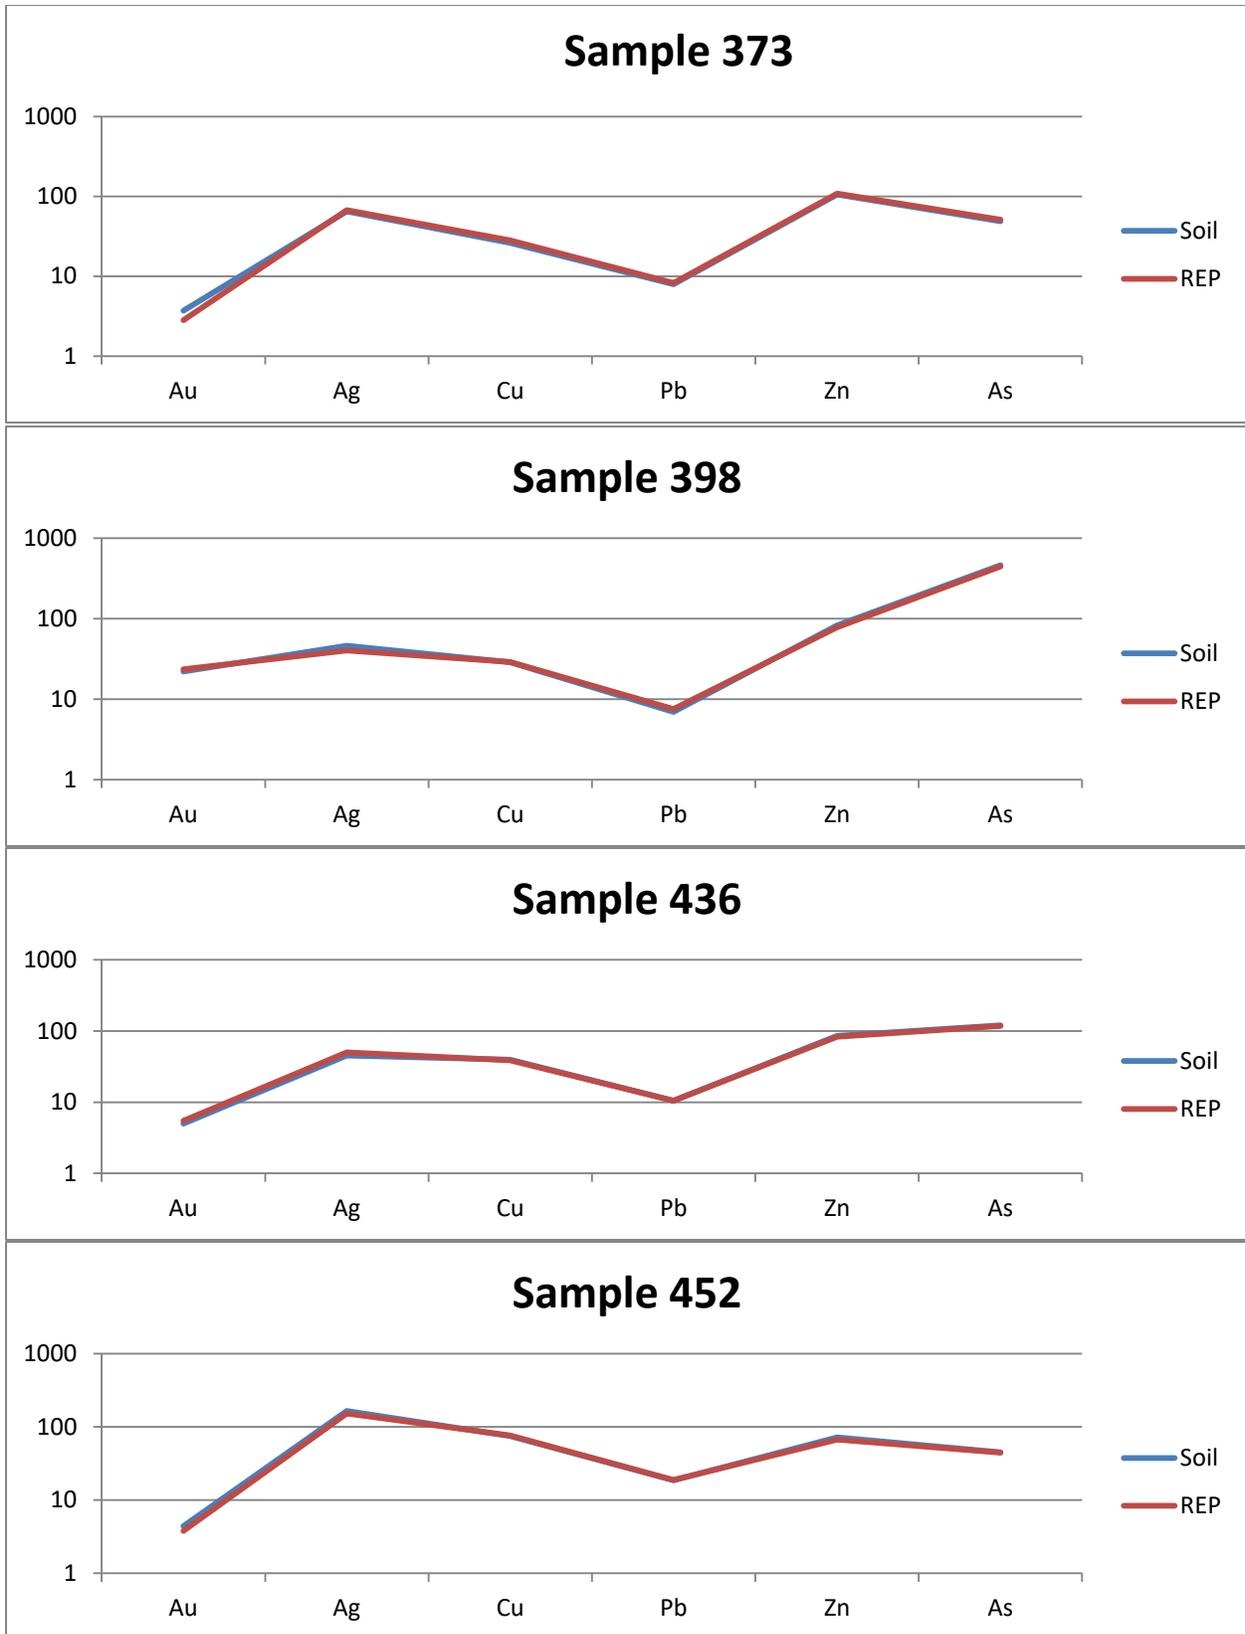 Sample 373
1000
100
10
1
Au Ag Cu Pb Zn As
Soil
REP
Sample 398
1000
100
10
1
Au Ag Cu Pb Zn As
Soil
REP
Sample 436
1000
100
10
1
Au Ag Cu Pb Zn As
Soil
REP
Sample 452
1000
100
10
1
Au Ag Cu Pb Zn As
Soil
REP